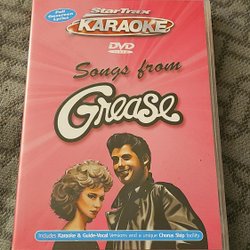 Full
Onscreen
Lyrics
StarTrax
KARAOKE
DVD
VIDEO
Songs from
Grease
Includes Karaoke & Guide-Vocal Versions and a unique Chorus Skip facility